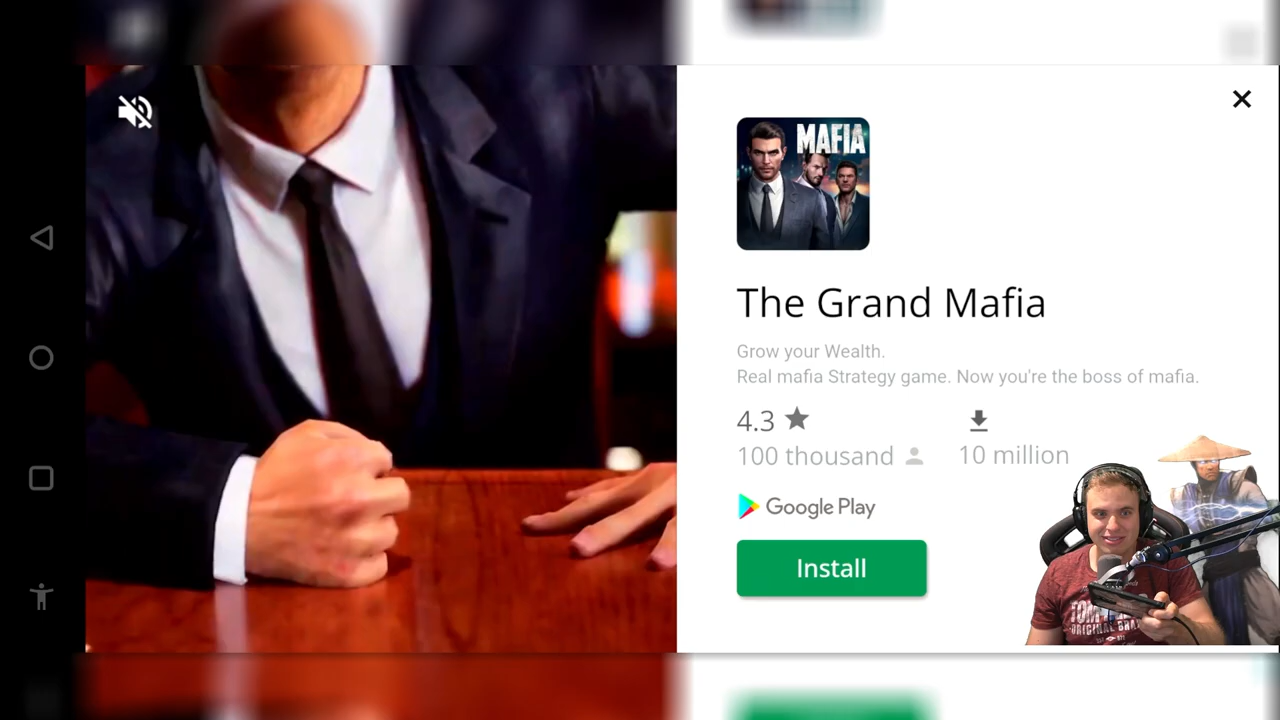 MAFIA
The Grand Mafia
Grow your Wealth.
Real mafia Strategy game. Now you're the boss of mafia.
4.3
100 thousand
10 million
Google Play
Install